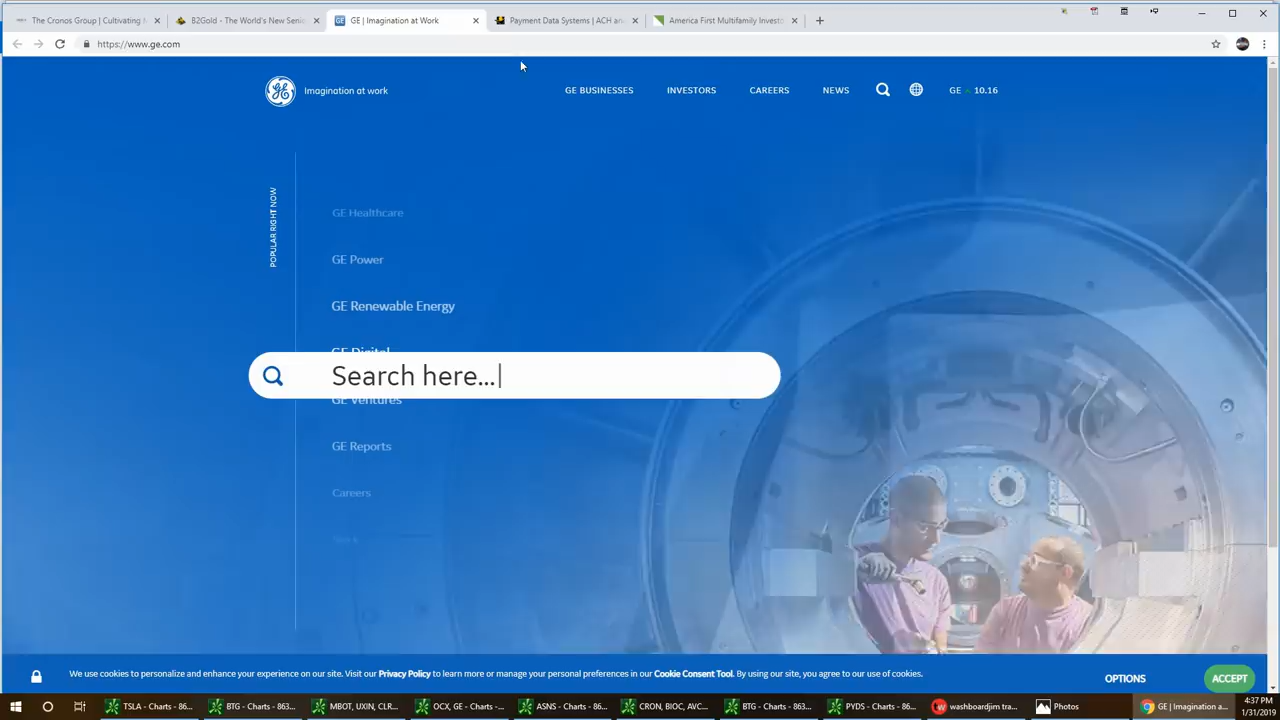 The Cronos Group | Cultivating M
B2Gold - The World's New Senio
GE | Imagination at Work
Payment Data Systems | ACH an
America First Multifamily Investo
https://www.ge.com
Imagination at work
GE BUSINESSES
INVESTORS
CAREERS
NEWS
GE 10.16
POPULAR RIGHT NOW
GE Healthcare
GE Power
GE Renewable Energy
GE Digital
Search here...
GE Ventures
GE Reports
Careers
We use cookies to personalize and enhance your experience on our site. Visit our Privacy Policy to learn more or manage your personal preferences in our Cookie Consent Tool. By using our site, you agree to our use of cookies.
OPTIONS
ACCEPT
TSLA - Charts - 86...
BTG - Charts - 863...
MBOT, UXIN, CLR...
OCX, GE - Charts -...
ASNS - Charts - 86...
CRON, BIOC, AVC...
BTG - Charts - 863...
PYDS - Charts - 86...
washboardjim tra...
Photos
GE | Imagination a...
4:37 PM
1/31/2019